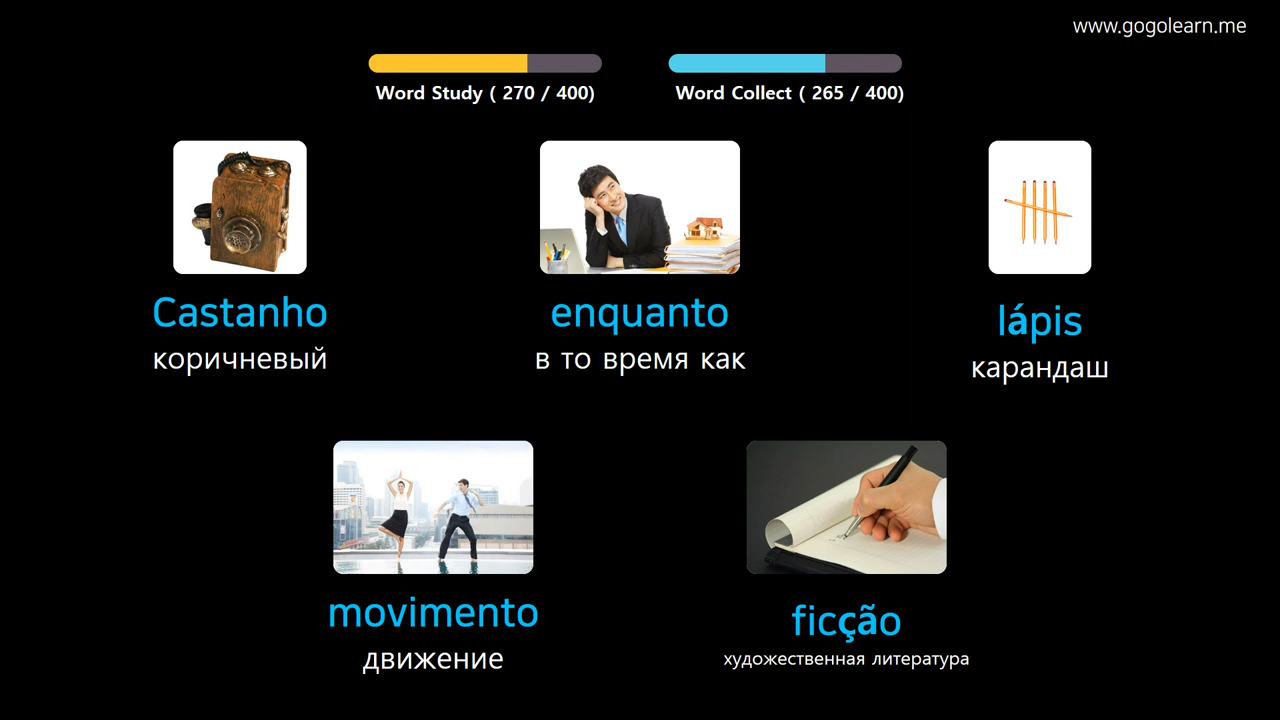 www.gogolearn.me
Word Study ( 270 / 400)
Word Collect ( 265 / 400)
Castanho
коричневый
enquanto
в то время как
lápis
карандаш
movimento
движение
ficção
художественная литература